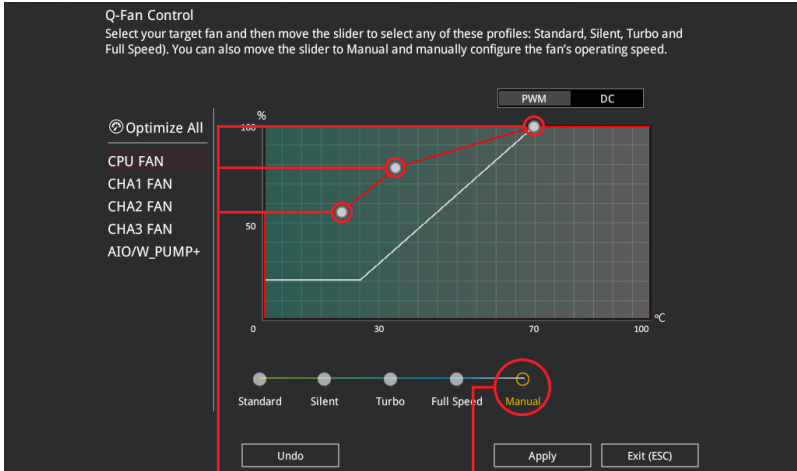 Q-Fan Control
Select your target fan and then move the slider to select any of these profiles: Standard, Silent, Turbo and
Full Speed). You can also move the slider to Manual and manually configure the fan's operating speed.
PWM DC
Optimize All
CPU FAN
CHA1 FAN
CHA2 FAN
CHA3 FAN
AIO/W_PUMP+
%
100
50
0 30 70 100
ºC
Standard Silent Turbo Full Speed Manual
Undo Apply Exit (ESC)